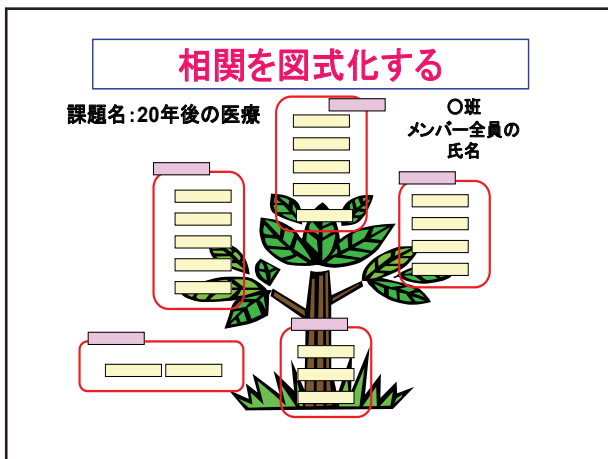 相関を図式化する
課題名:20年後の医療
〇班
メンバー全員の
氏名